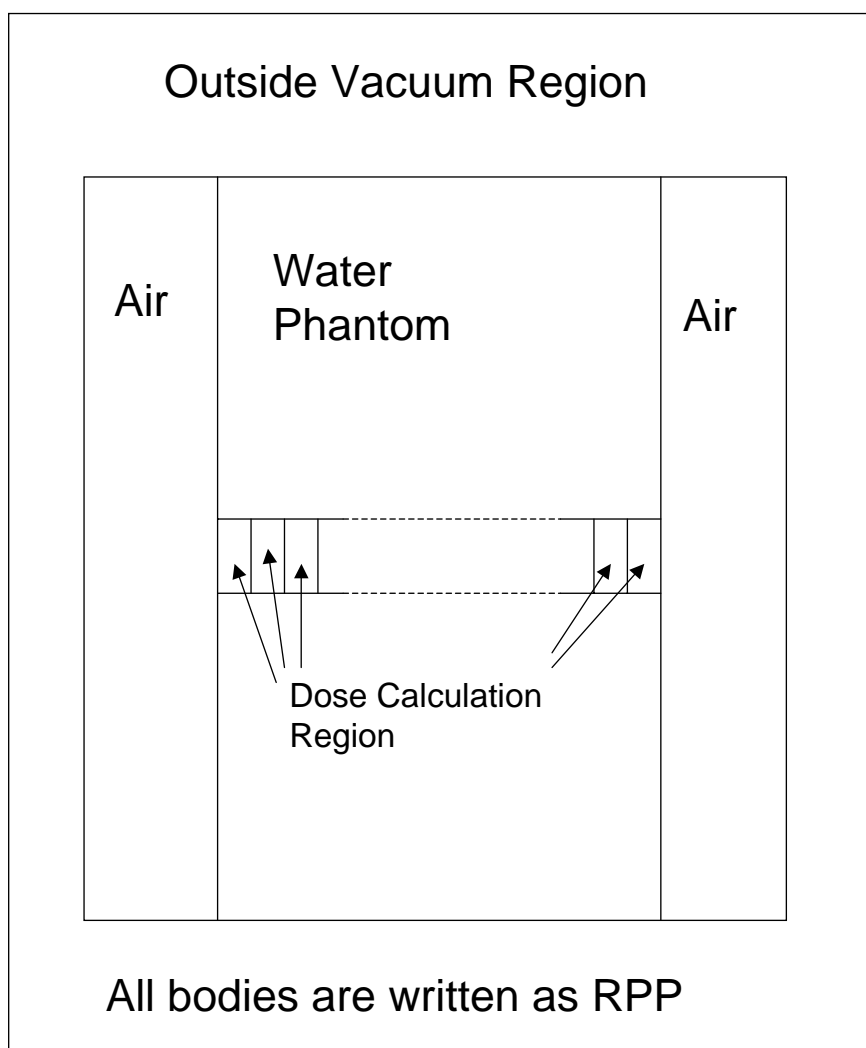 Outside Vacuum Region
Air
Water
Phantom
Air
Dose Calculation
Region
All bodies are written as RPP